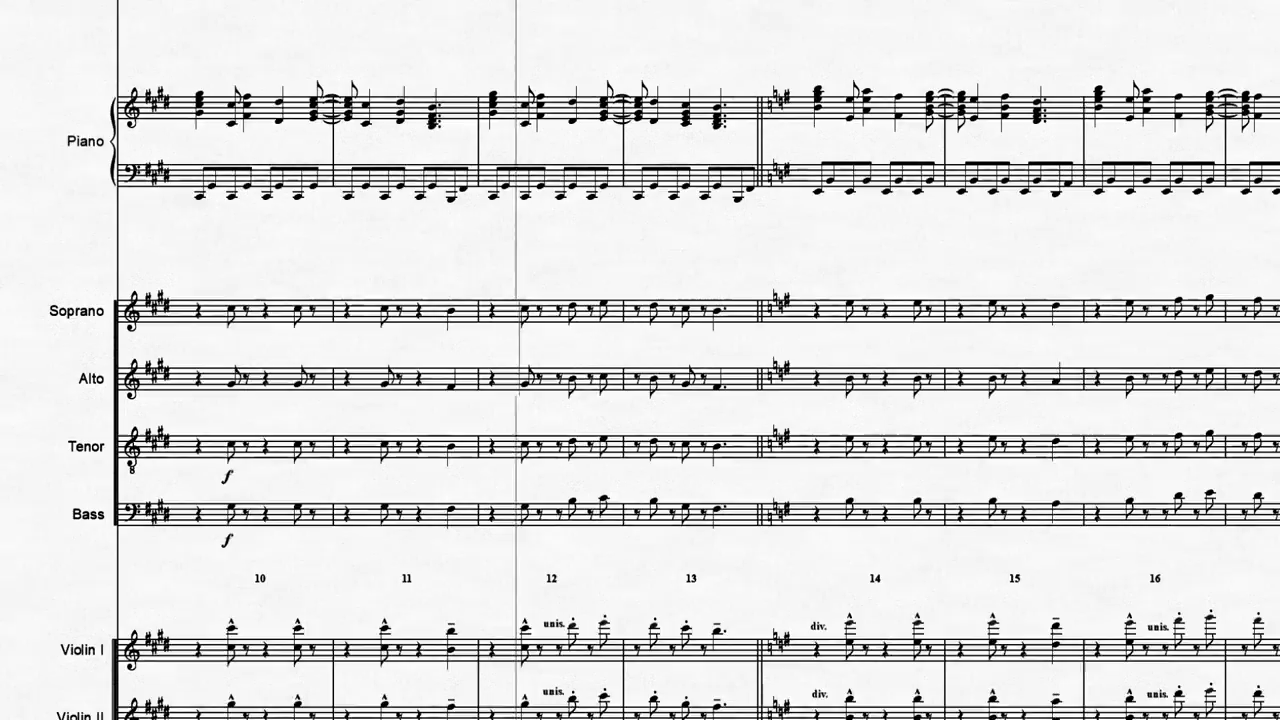 Piano
Soprano
Alto
Tenor
f
Bass
f
10 11 12 13 14 15 16
unis. div. unis.
Violin I
unis. div. unis.
Violin II